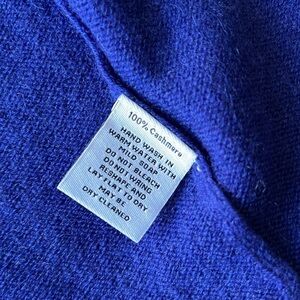 100% Cashmere
HAND WASH IN
WARM WATER WITH
MILD SOAP
DO NOT BLEACH
DO NOT WRING
RESHAPE AND
LAY FLAT TO DRY
MAY BE
DRY CLEANED